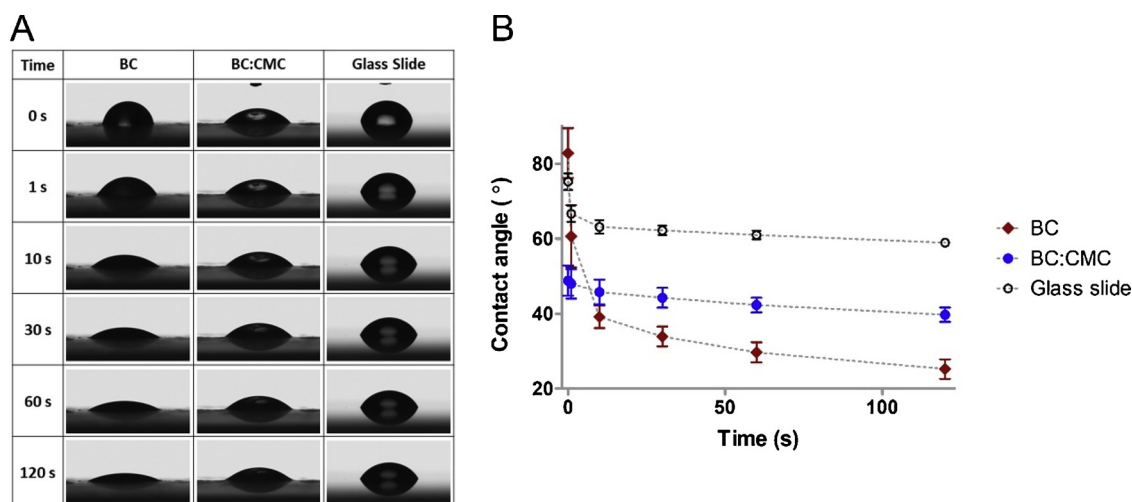 A
Time BC BC:CMC Glass Slide
0 s
1 s
10 s
30 s
60 s
120 s
B
Contact angle ( °)
80
60
40
20
0 50 100
Time (s)
BC
BC:CMC
Glass slide